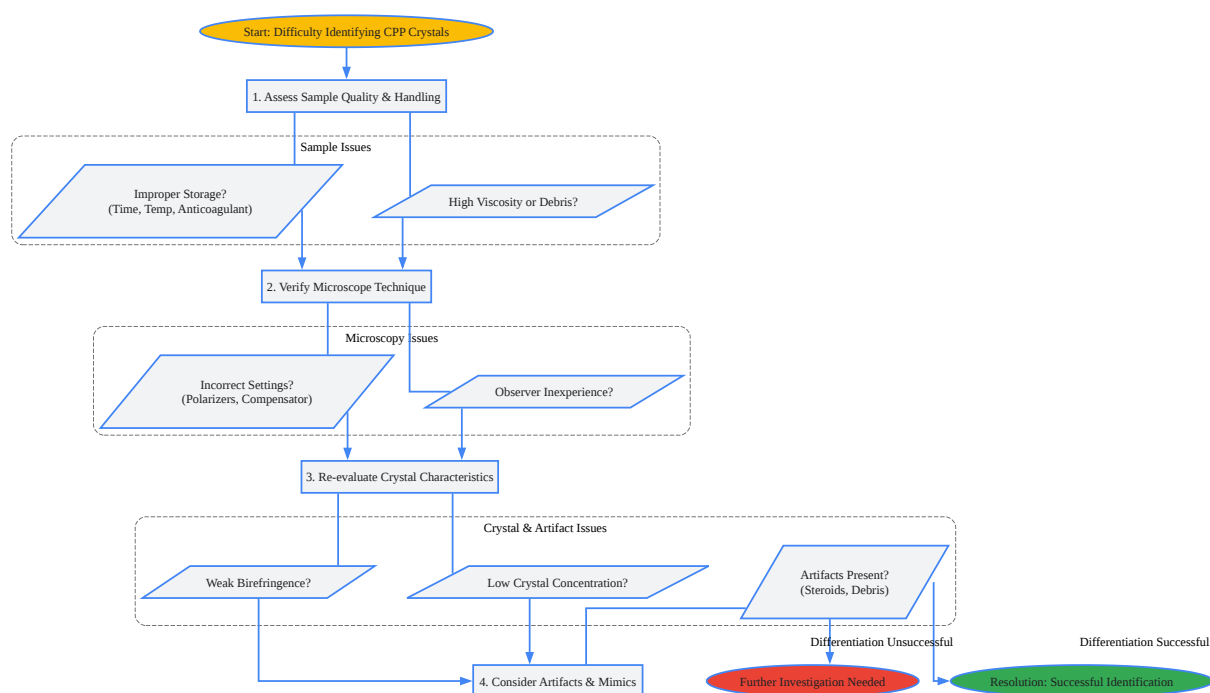 Start: Difficulty Identifying CPP Crystals
1. Assess Sample Quality & Handling
Sample Issues
Improper Storage?
(Time, Temp, Anticoagulant)
High Viscosity or Debris?
2. Verify Microscope Technique
Microscopy Issues
Incorrect Settings?
(Polarizers, Compensator)
Observer Inexperience?
3. Re-evaluate Crystal Characteristics
Crystal & Artifact Issues
Weak Birefringence?
Low Crystal Concentration?
Artifacts Present?
(Steroids, Debris)
Differentiation Unsuccessful
Differentiation Successful
4. Consider Artifacts & Mimics
Further Investigation Needed
Resolution: Successful Identification